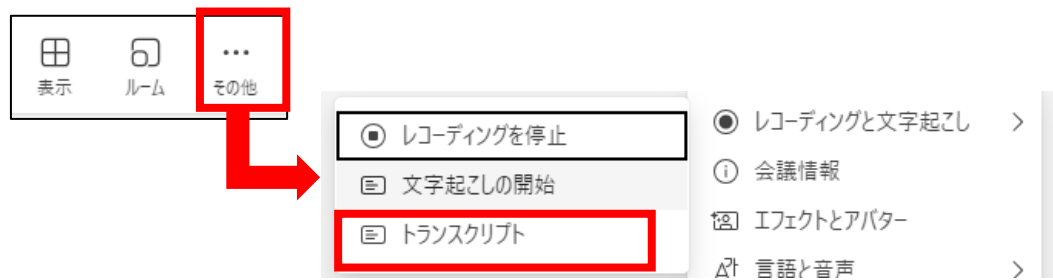 表示
ルーム
その他
レコーディングを停止
文字起こしの開始
トランスクリプト
レコーディングと文字起こし
会議情報
エフェクトとアバター
言語と音声